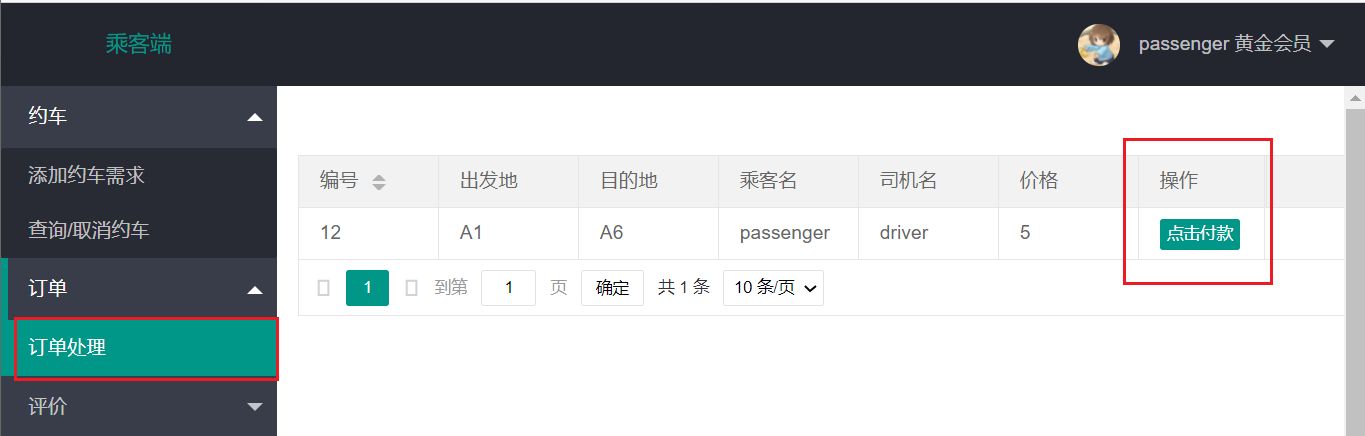 乘客端
passenger 黄金会员
约车
添加约车需求
查询/取消约车
订单
订单处理
评价
编号 出发地 目的地 乘客名 司机名 价格 操作
12 A1 A6 passenger driver 5 点击付款
1 到第 1 页 确定 共 1 条 10 条/页